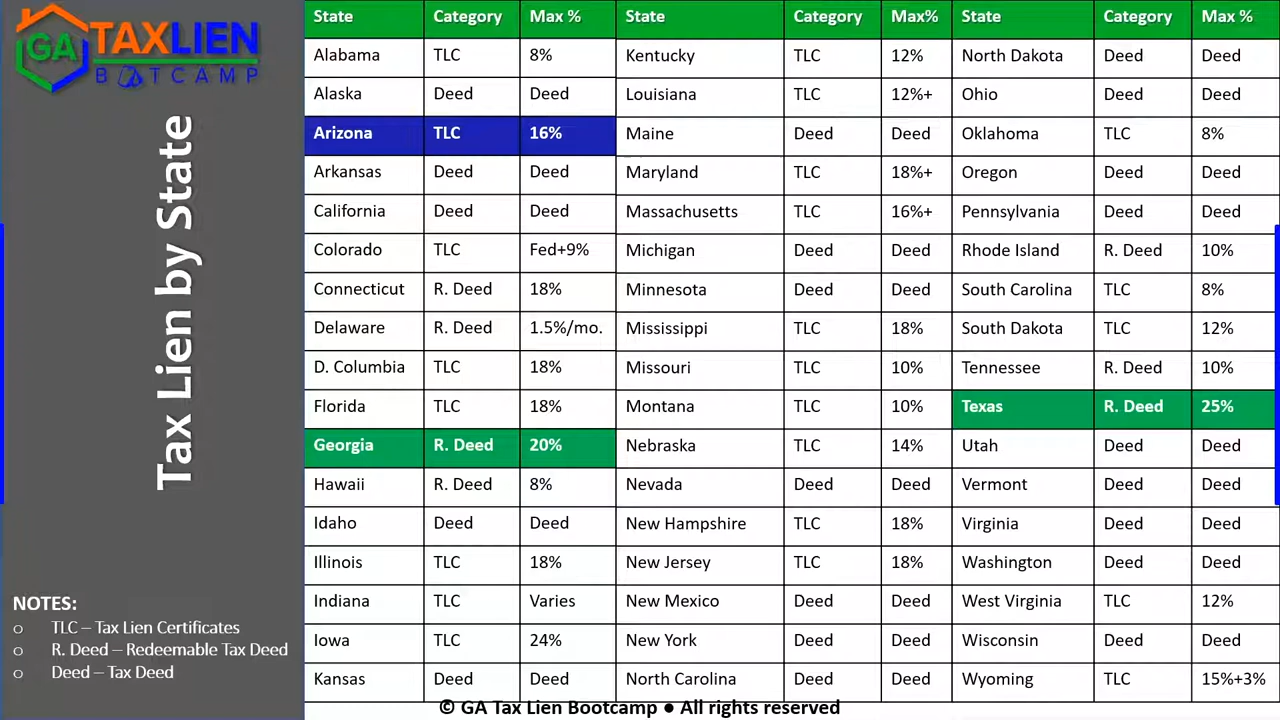 GA TAXLIEN
BOOTCAMP
Tax Lien by State
NOTES:
o TLC – Tax Lien Certificates
o R. Deed – Redeemable Tax Deed
o Deed – Tax Deed
State Category Max % State Category Max% State Category Max %
Alabama TLC 8% Kentucky TLC 12% North Dakota Deed Deed
Alaska Deed Deed Louisiana TLC 12%+ Ohio Deed Deed
Arizona TLC 16% Maine Deed Deed Oklahoma TLC 8%
Arkansas Deed Deed Maryland TLC 18%+ Oregon Deed Deed
California Deed Deed Massachusetts TLC 16%+ Pennsylvania Deed Deed
Colorado TLC Fed+9% Michigan Deed Deed Rhode Island R. Deed 10%
Connecticut R. Deed 18% Minnesota Deed Deed South Carolina TLC 8%
Delaware R. Deed 1.5%/mo. Mississippi TLC 18% South Dakota TLC 12%
D. Columbia TLC 18% Missouri TLC 10% Tennessee R. Deed 10%
Florida TLC 18% Montana TLC 10% Texas R. Deed 25%
Georgia R. Deed 20% Nebraska TLC 14% Utah Deed Deed
Hawaii R. Deed 8% Nevada Deed Deed Vermont Deed Deed
Idaho Deed Deed New Hampshire TLC 18% Virginia Deed Deed
Illinois TLC 18% New Jersey TLC 18% Washington Deed Deed
Indiana TLC Varies New Mexico Deed Deed West Virginia TLC 12%
Iowa TLC 24% New York Deed Deed Wisconsin Deed Deed
Kansas Deed Deed North Carolina Deed Deed Wyoming TLC 15%+3%
© GA Tax Lien Bootcamp ● All rights reserved